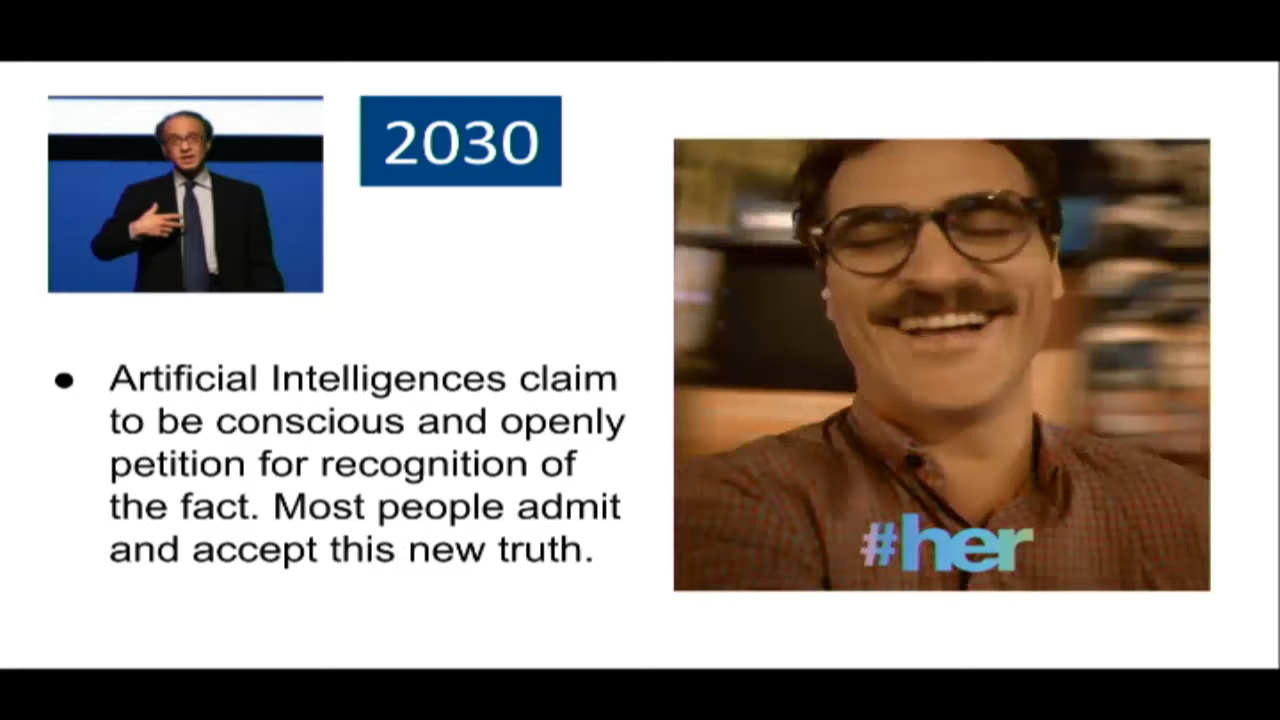 2030
● Artificial Intelligences claim
to be conscious and openly
petition for recognition of
the fact. Most people admit
and accept this new truth.
#her